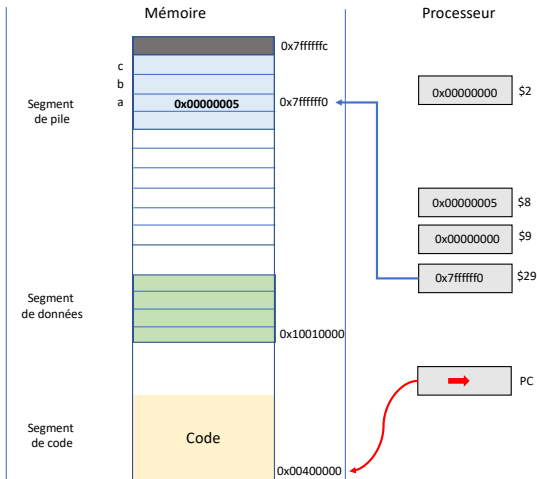 Mémoire
Processeur
0x7ffffffc
c
b
a
0x00000005
0x7ffffff0
Segment
de pile
0x00000000
$2
0x00000005
$8
0x00000000
$9
0x7ffffff0
$29
Segment
de données
0x10010000
PC
Segment
de code
Code
0x00400000